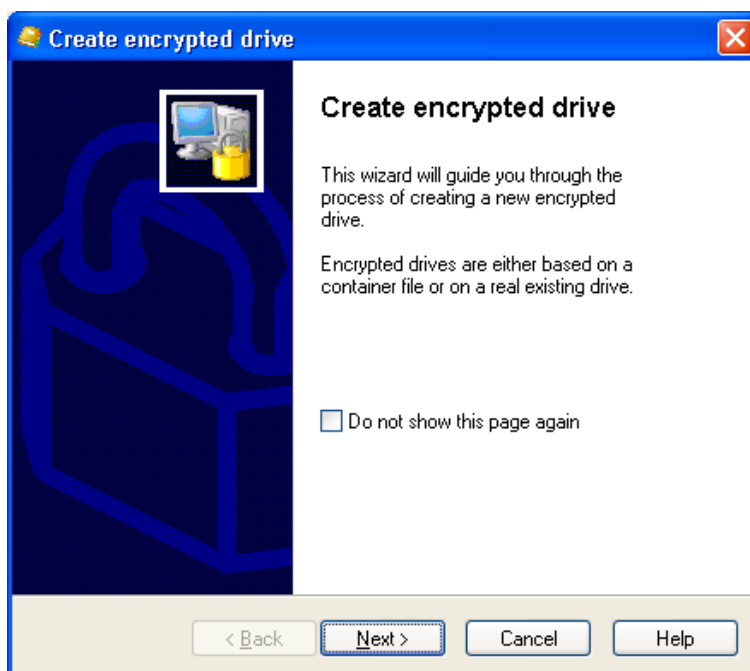 Create encrypted drive
Create encrypted drive
This wizard will guide you through the
process of creating a new encrypted
drive.
Encrypted drives are either based on a
container file or on a real existing drive.
Do not show this page again
< Back
Next >
Cancel
Help